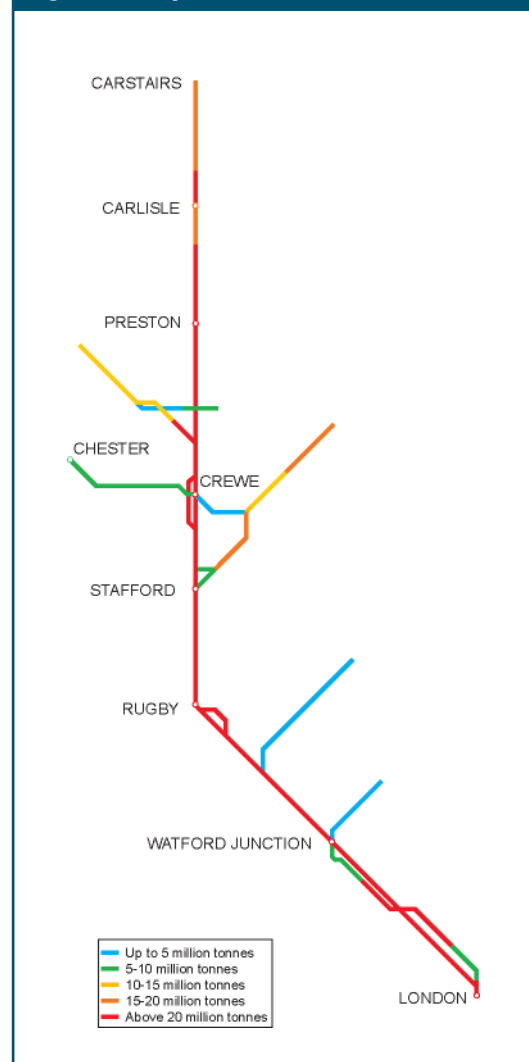 CARSTAIRS
CARLISLE
PRESTON
CHESTER
CREWE
STAFFORD
RUGBY
WATFORD JUNCTION
LONDON
Up to 5 million tonnes
5-10 million tonnes
10-15 million tonnes
15-20 million tonnes
Above 20 million tonnes